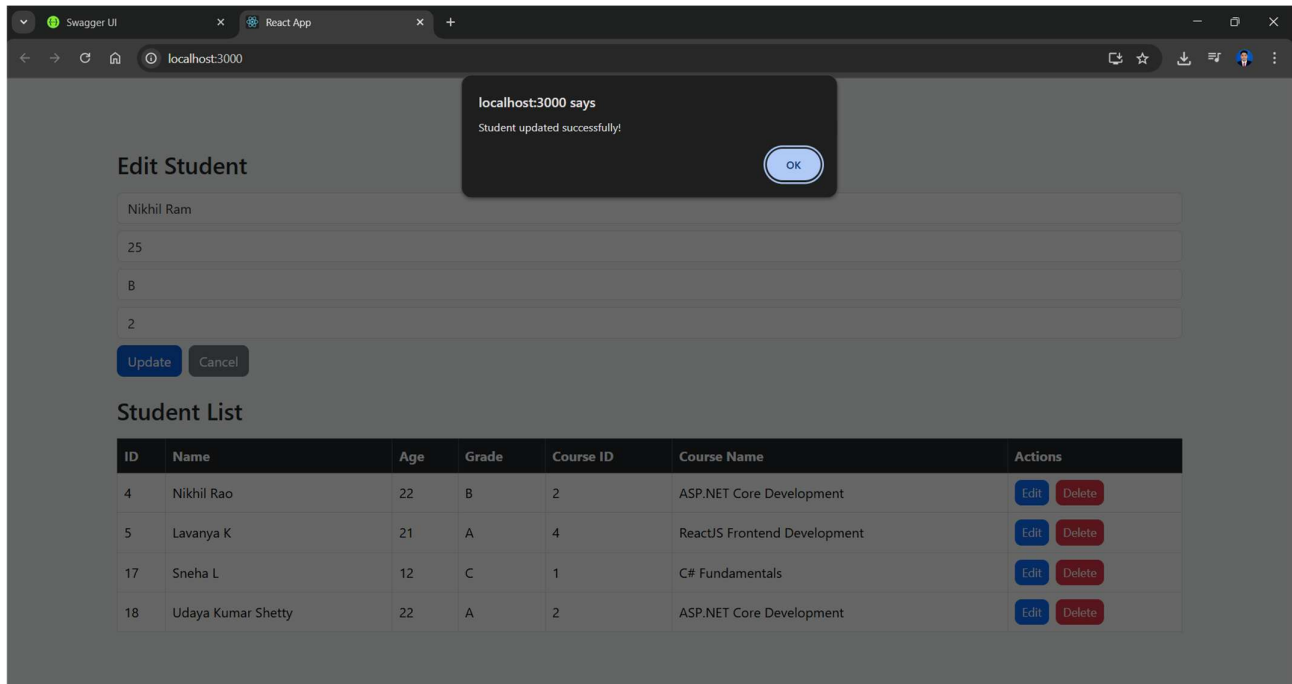 Swagger UI React App
localhost:3000
localhost:3000 says
Student updated successfully!
OK
Edit Student
Nikhil Ram
25
B
2
Update Cancel
Student List
ID Name Age Grade Course ID Course Name Actions
4 Nikhil Rao 22 B 2 ASP.NET Core Development Edit Delete
5 Lavanya K 21 A 4 ReactJS Frontend Development Edit Delete
17 Sneha L 12 C 1 C# Fundamentals Edit Delete
18 Udaya Kumar Shetty 22 A 2 ASP.NET Core Development Edit Delete